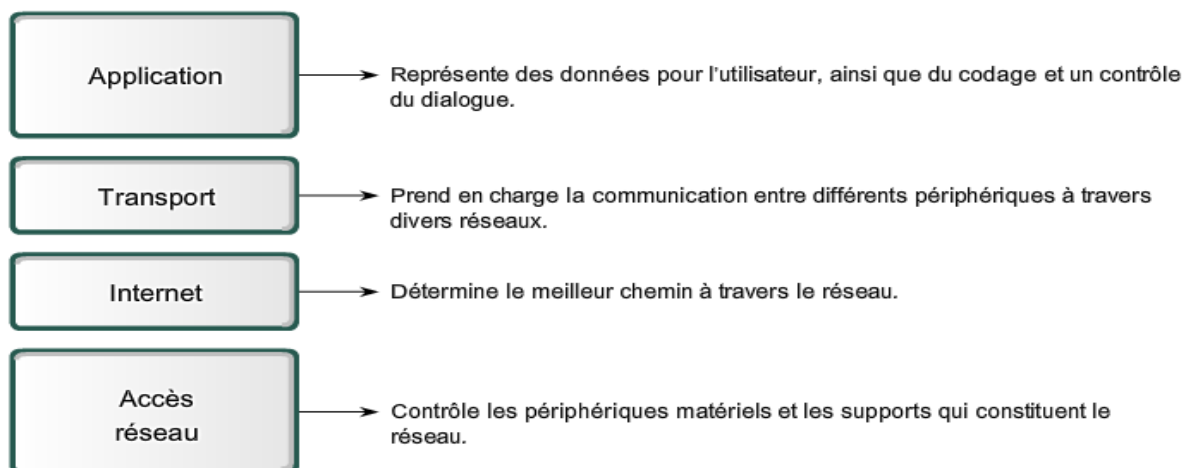 Application
Représente des données pour l'utilisateur, ainsi que du codage et un contrôle
du dialogue.
Transport
Prend en charge la communication entre différents périphériques à travers
divers réseaux.
Internet
Détermine le meilleur chemin à travers le réseau.
Accès
réseau
Contrôle les périphériques matériels et les supports qui constituent le
réseau.